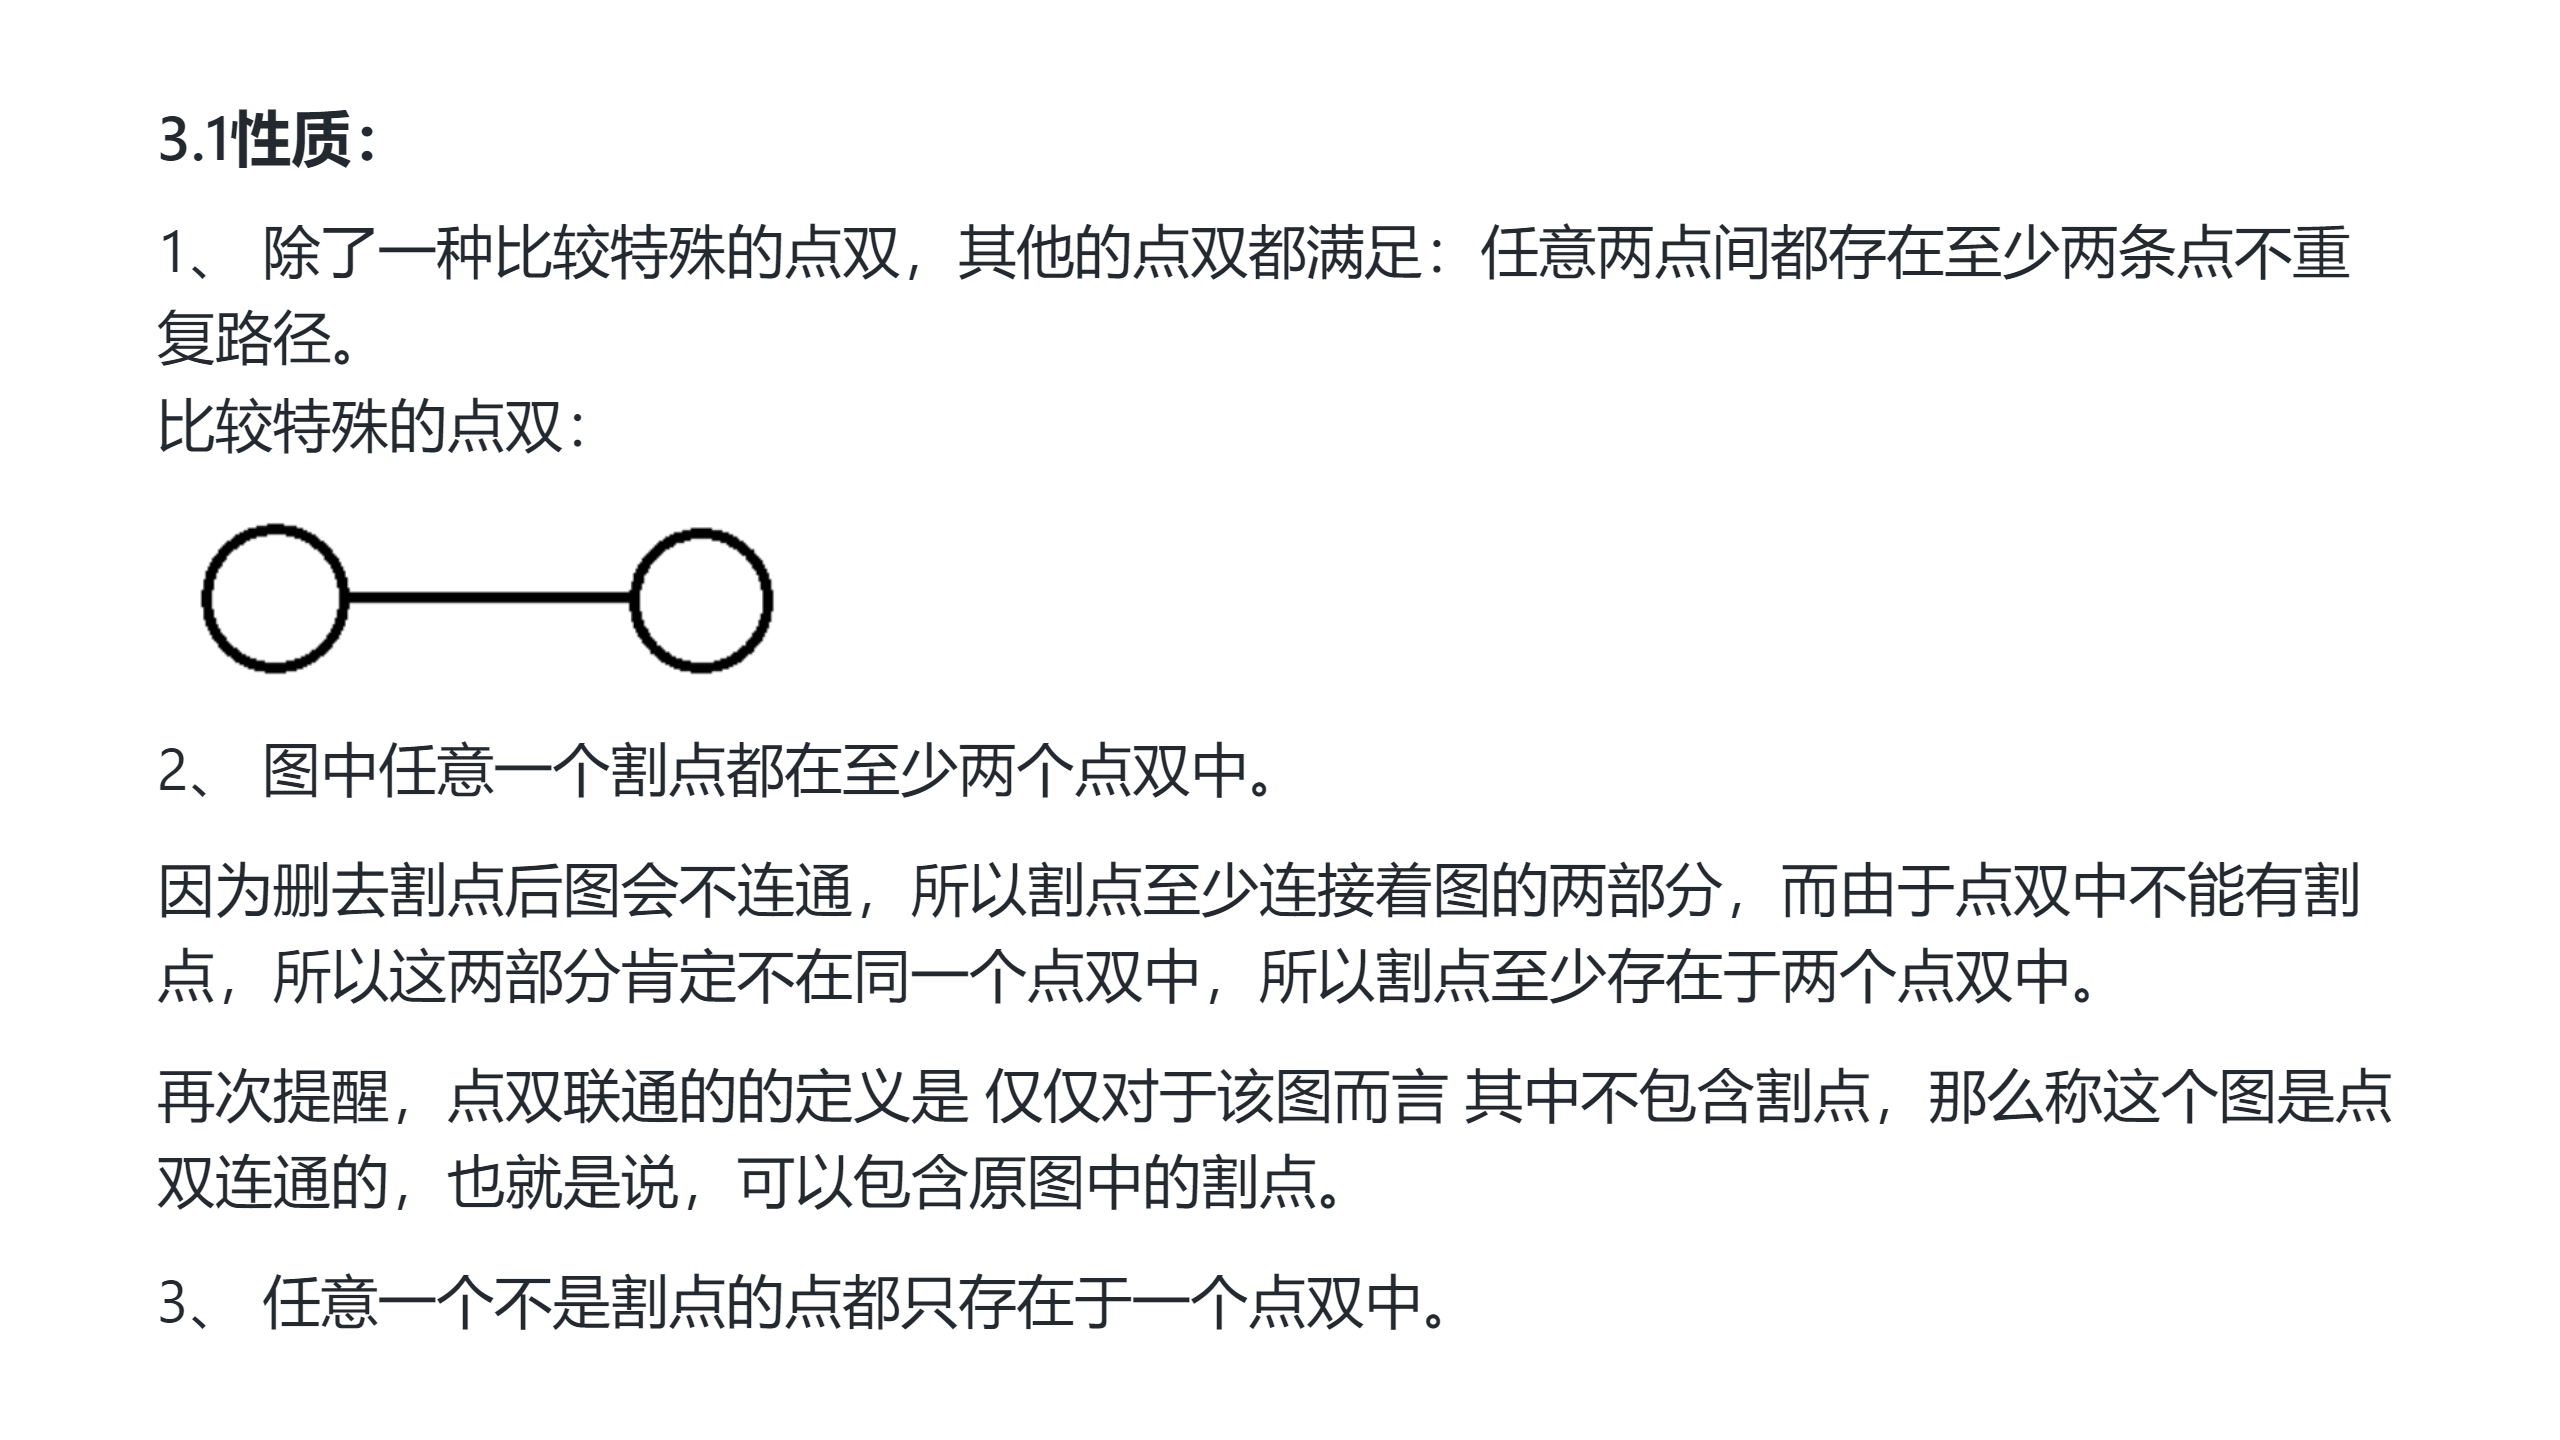 3.1性质：
1、 除了一种比较特殊的点双，其他的点双都满足：任意两点间都存在至少两条点不重
复路径。
比较特殊的点双：
2、 图中任意一个割点都在至少两个点双中。
因为删去割点后图会不连通，所以割点至少连接着图的两部分，而由于点双中不能有割
点，所以这两部分肯定不在同一个点双中，所以割点至少存在于两个点双中。
再次提醒，点双联通的的定义是 仅仅对于该图而言 其中不包含割点，那么称这个图是点
双连通的，也就是说，可以包含原图中的割点。
3、 任意一个不是割点的点都只存在于一个点双中。